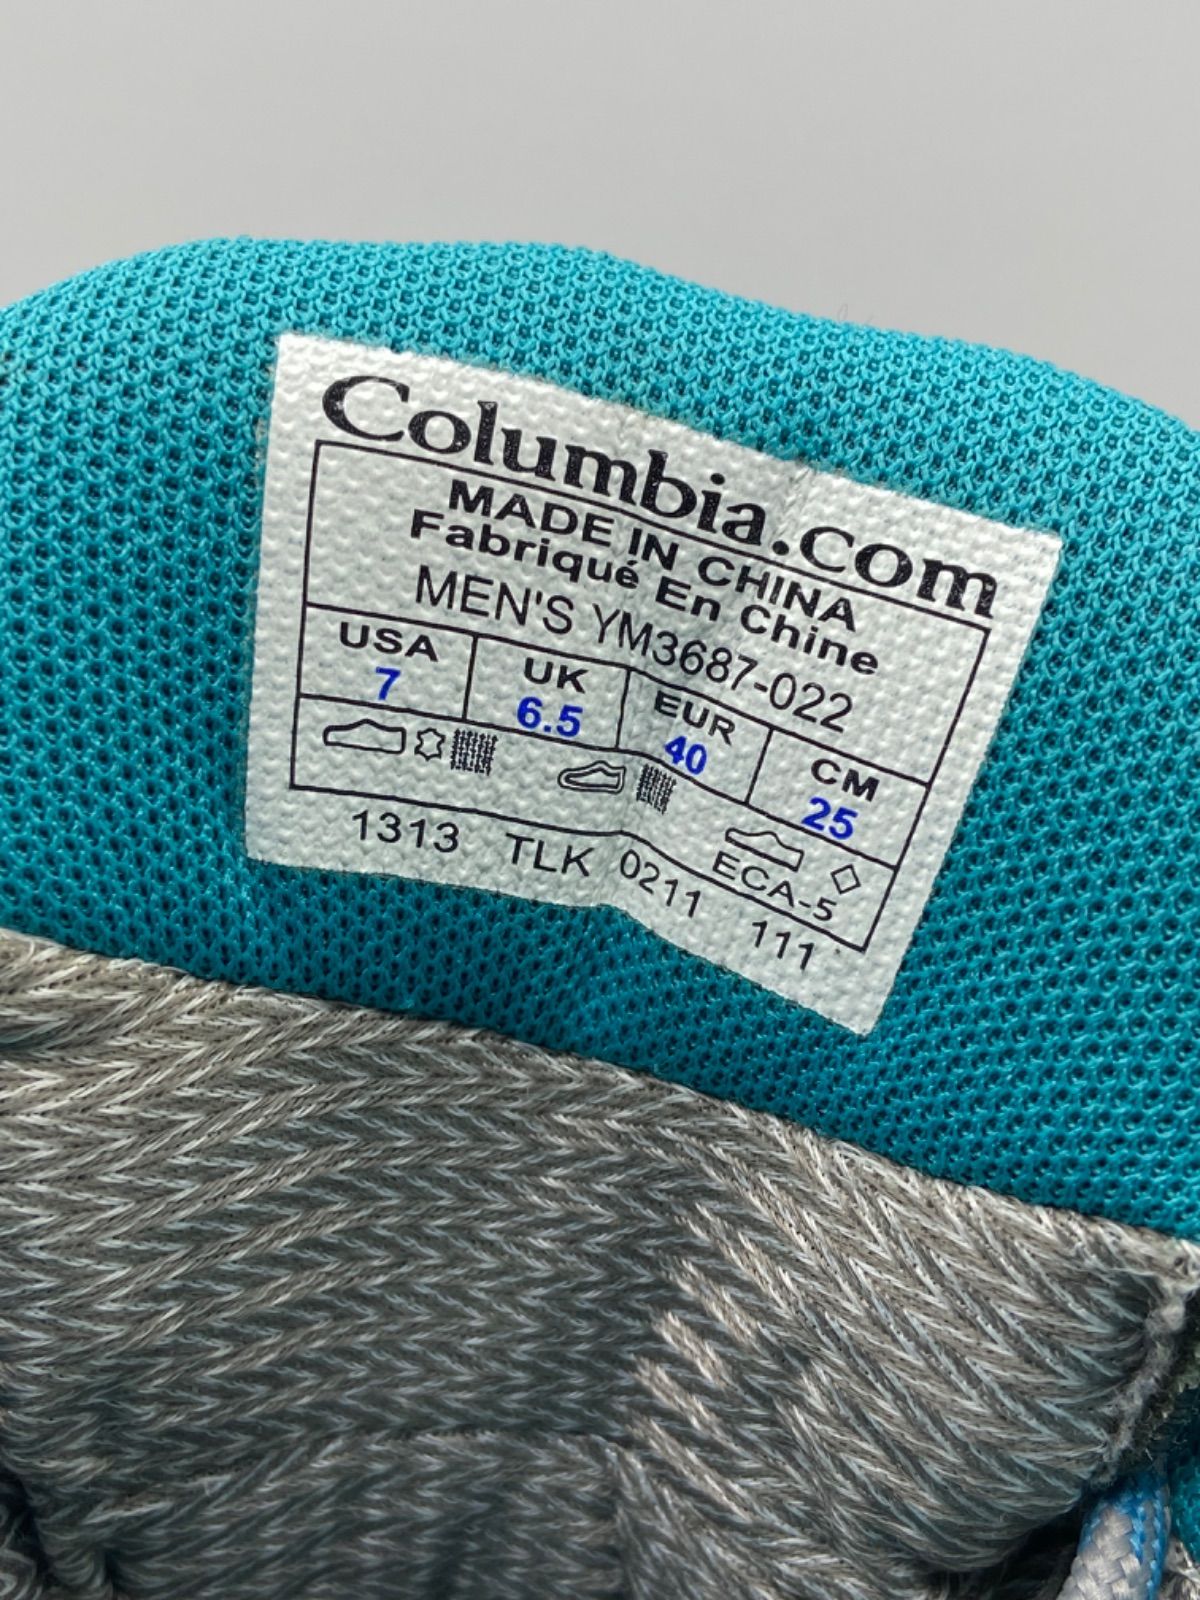 Columbia.com
MADE IN CHINA
Fabriqué En Chine
MEN'S YM3687-022
USA UK EUR CM
7 6.5 40 25
ECA-5
1313 TLK 0211 111